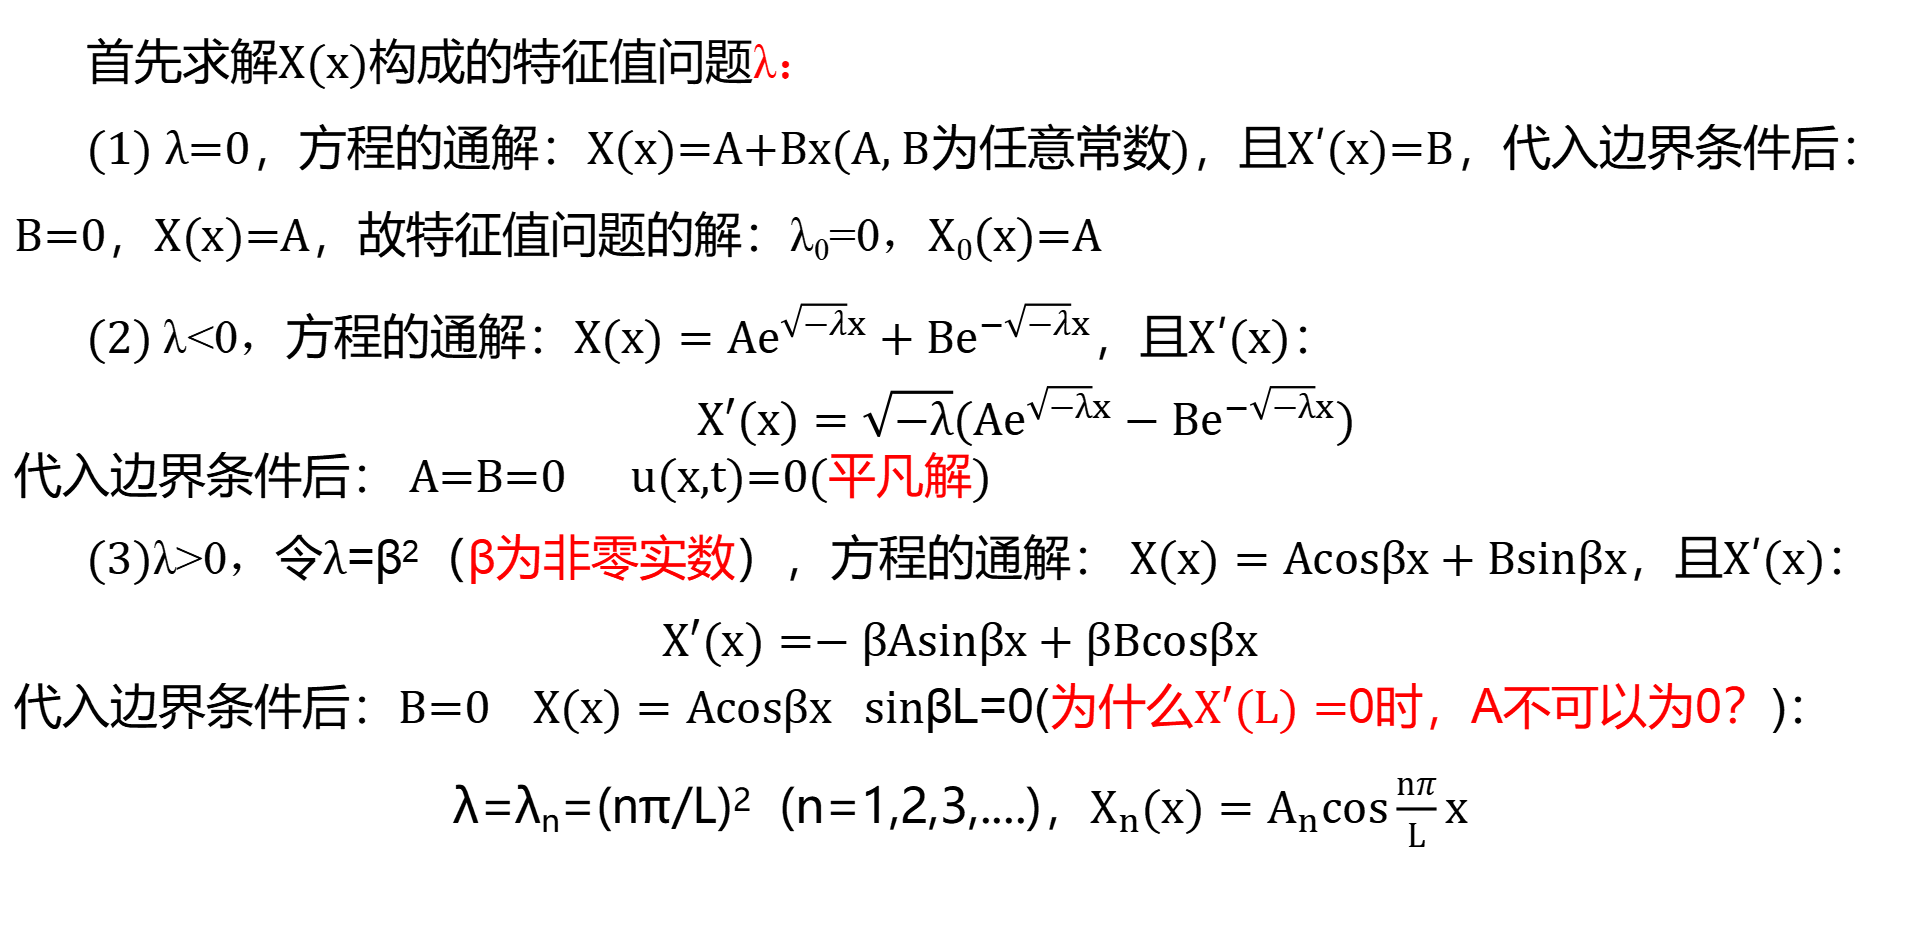 首先求解X(x)构成的特征值问题λ：
(1) λ=0，方程的通解：X(x)=A+Bx(A, B为任意常数)，且X′(x)=B，代入边界条件后：
B=0，X(x)=A，故特征值问题的解：λ₀=0，X₀(x)=A
(2) λ<0，方程的通解：X(x) = Ae^{√−λx} + Be^{−√−λx}，且X′(x)：
X′(x) = √−λ(Ae^{√−λx} − Be^{−√−λx})
代入边界条件后： A=B=0 u(x,t)=0(平凡解)
(3)λ>0，令λ=β²（β为非零实数），方程的通解： X(x) = Acosβx + Bsinβx，且X′(x)：
X′(x) =− βAsinβx + βBcosβx
代入边界条件后：B=0 X(x) = Acosβx sinβL=0(为什么X′(L) =0时，A不可以为0？)：
λ=λₙ=(nπ/L)² (n=1,2,3,....)，Xₙ(x) = Aₙcos\frac{nπ}{L}x